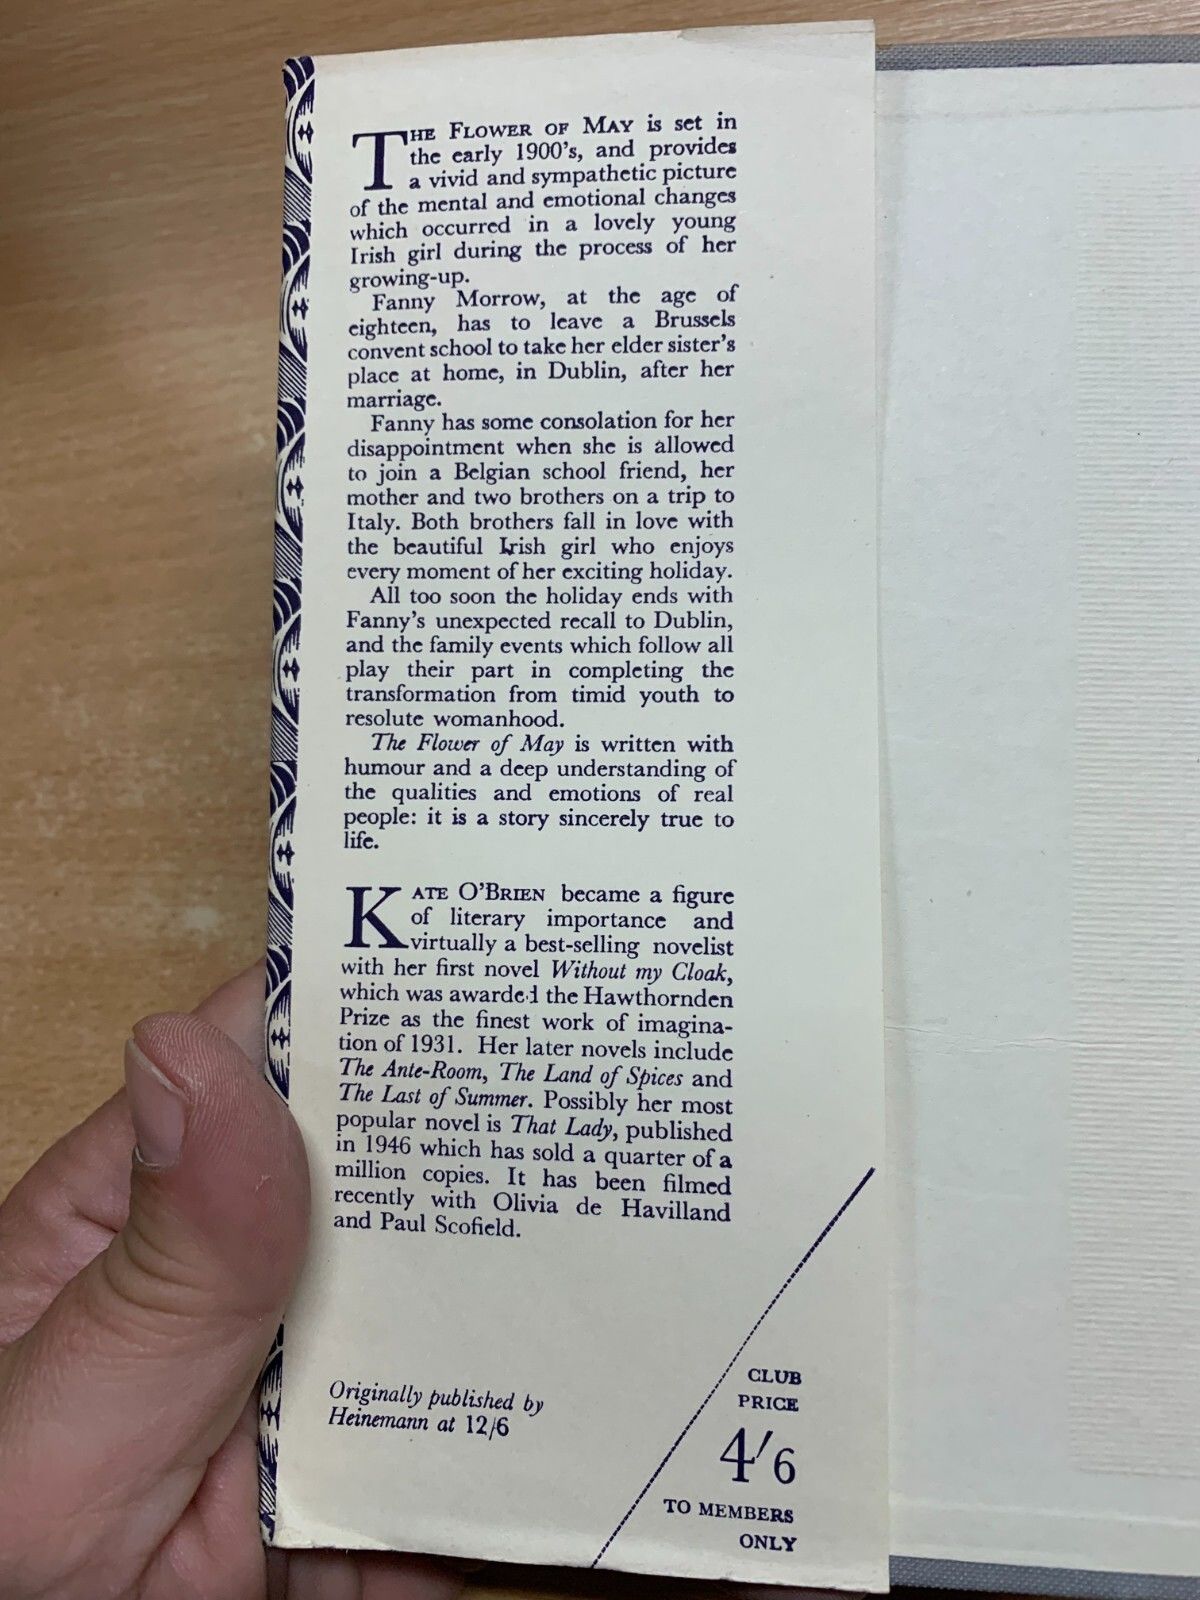 THE FLOWER OF MAY is set in
the early 1900's, and provides
a vivid and sympathetic picture
of the mental and emotional changes
which occurred in a lovely young
Irish girl during the process of her
growing-up.
Fanny Morrow, at the age of
eighteen, has to leave a Brussels
convent school to take her elder sister's
place at home, in Dublin, after her
marriage.
Fanny has some consolation for her
disappointment when she is allowed
to join a Belgian school friend, her
mother and two brothers on a trip to
Italy. Both brothers fall in love with
the beautiful Irish girl who enjoys
every moment of her exciting holiday.
All too soon the holiday ends with
Fanny's unexpected recall to Dublin,
and the family events which follow all
play their part in completing the
transformation from timid youth to
resolute womanhood.
The Flower of May is written with
humour and a deep understanding of
the qualities and emotions of real
people: it is a story sincerely true to
life.
KATE O'BRIEN became a figure
of literary importance and
virtually a best-selling novelist
with her first novel Without my Cloak,
which was awarded the Hawthornden
Prize as the finest work of imagina-
tion of 1931. Her later novels include
The Ante-Room, The Land of Spices and
The Last of Summer. Possibly her most
popular novel is That Lady, published
in 1946 which has sold a quarter of a
million copies. It has been filmed
recently with Olivia de Havilland
and Paul Scofield.
Originally published by
Heinemann at 12/6
CLUB
PRICE
4/6
TO MEMBERS
ONLY